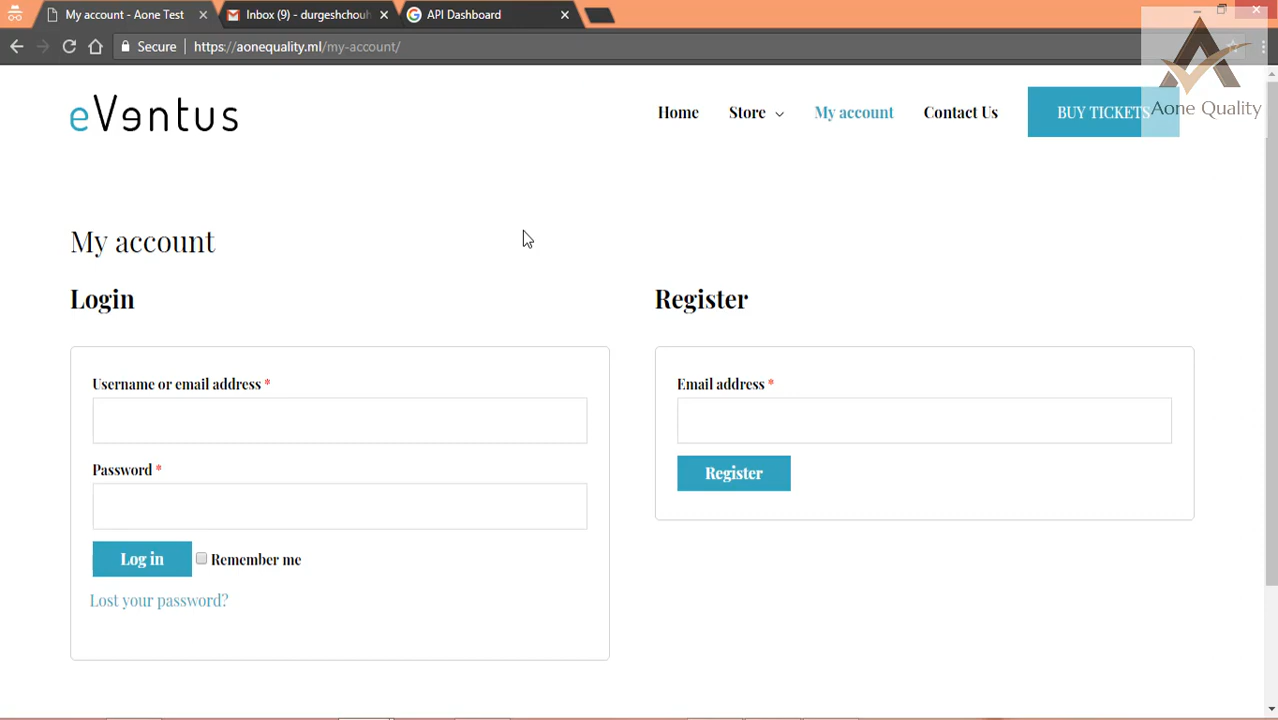 My account - Aone Test
Inbox (9) - durgeshchouh
API Dashboard
Secure
https://aonequality.ml/my-account/
eVentus
Home
Store
My account
Contact Us
BUY TICKETS
Aone Quality
My account
Login
Register
Username or email address *
Email address *
Register
Password *
Log in
Remember me
Lost your password?